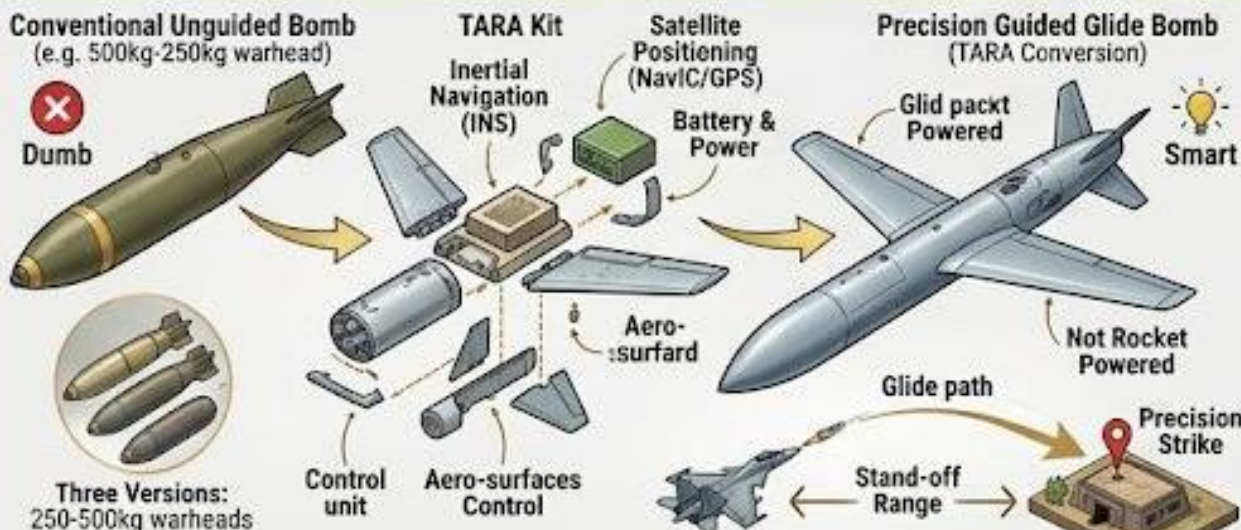 Conventional Unguided Bomb
(e.g. 500kg-250kg warhead)
Dumb
Three Versions:
250-500kg warheads
TARA Kit
Inertial
Navigation
(INS)
Satellite
Positioning
(NavIC/GPS)
Battery &
Power
Aero-
:surfard
Control
unit
Aero-surfaces
Control
Precision Guided Glide Bomb
(TARA Conversion)
Glid packt
Powered
Smart
Not Rocket
Powered
Glide path
Stand-off
Range
Precision
Strike